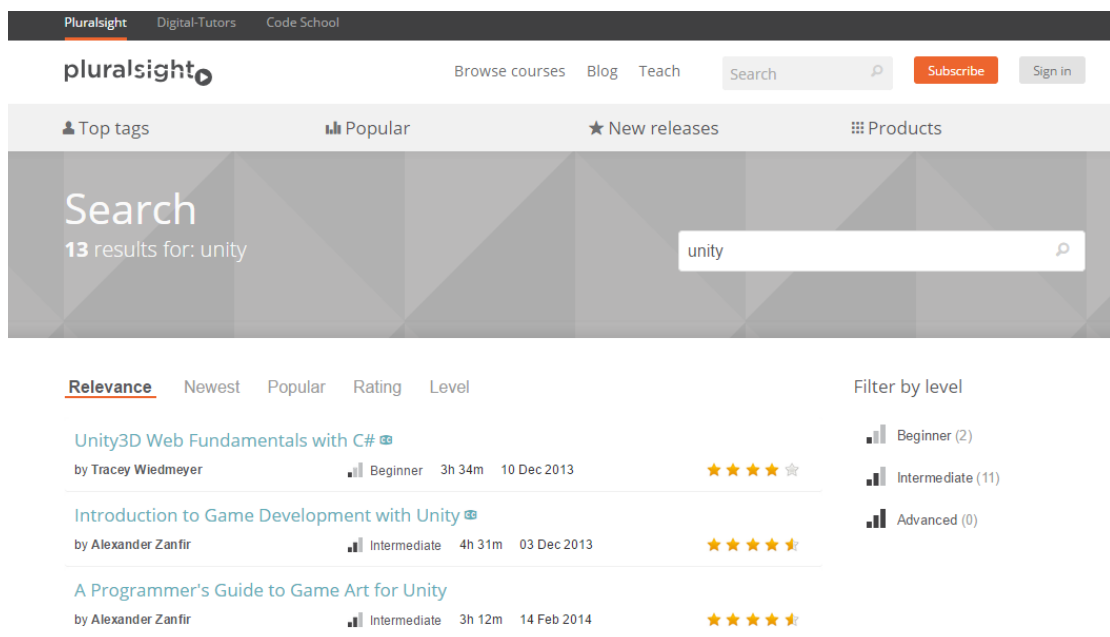 Pluralsight Digital-Tutors Code School
pluralsight Browse courses Blog Teach Search Subscribe Sign in
Top tags Popular New releases Products
Search
13 results for: unity
unity
Relevance Newest Popular Rating Level
Filter by level
Unity3D Web Fundamentals with C# cc
by Tracey Wiedmeyer Beginner 3h 34m 10 Dec 2013
Introduction to Game Development with Unity cc
by Alexander Zanfir Intermediate 4h 31m 03 Dec 2013
A Programmer's Guide to Game Art for Unity
by Alexander Zanfir Intermediate 3h 12m 14 Feb 2014
Beginner (2)
Intermediate (11)
Advanced (0)